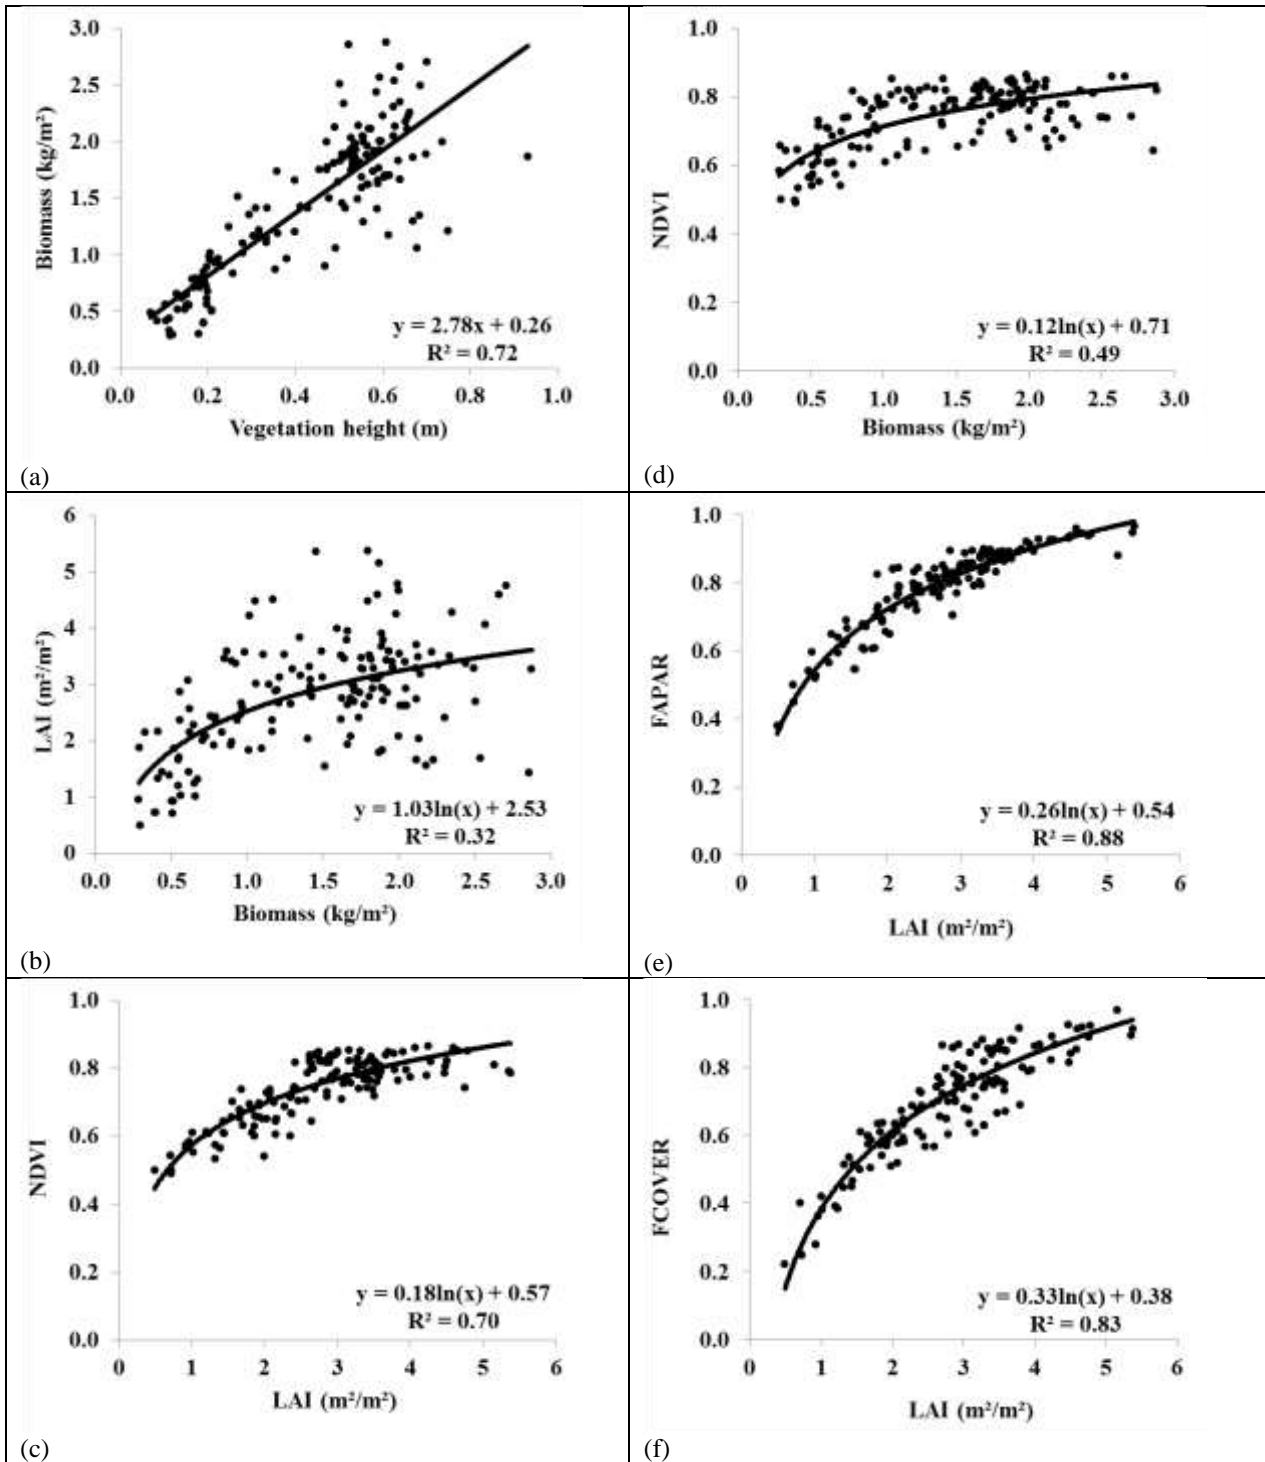 3.0
2.5
2.0
1.5
1.0
0.5
0.0
Biomass (kg/m²)
0.0 0.2 0.4 0.6 0.8 1.0
Vegetation height (m)
y = 2.78x + 0.26
R² = 0.72
(a)
1.0
0.8
0.6
0.4
0.2
0.0
NDVI
0.0 0.5 1.0 1.5 2.0 2.5 3.0
Biomass (kg/m²)
y = 0.12ln(x) + 0.71
R² = 0.49
(d)
6
5
4
3
2
1
0
LAI (m²/m²)
0.0 0.5 1.0 1.5 2.0 2.5 3.0
Biomass (kg/m²)
y = 1.03ln(x) + 2.53
R² = 0.32
(b)
1.0
0.8
0.6
0.4
0.2
0.0
FAPAR
0 1 2 3 4 5 6
LAI (m²/m²)
y = 0.26ln(x) + 0.54
R² = 0.88
(e)
1.0
0.8
0.6
0.4
0.2
0.0
NDVI
0 1 2 3 4 5 6
LAI (m²/m²)
y = 0.18ln(x) + 0.57
R² = 0.70
(c)
1.0
0.8
0.6
0.4
0.2
0.0
FCOVER
0 1 2 3 4 5 6
LAI (m²/m²)
y = 0.33ln(x) + 0.38
R² = 0.83
(f)